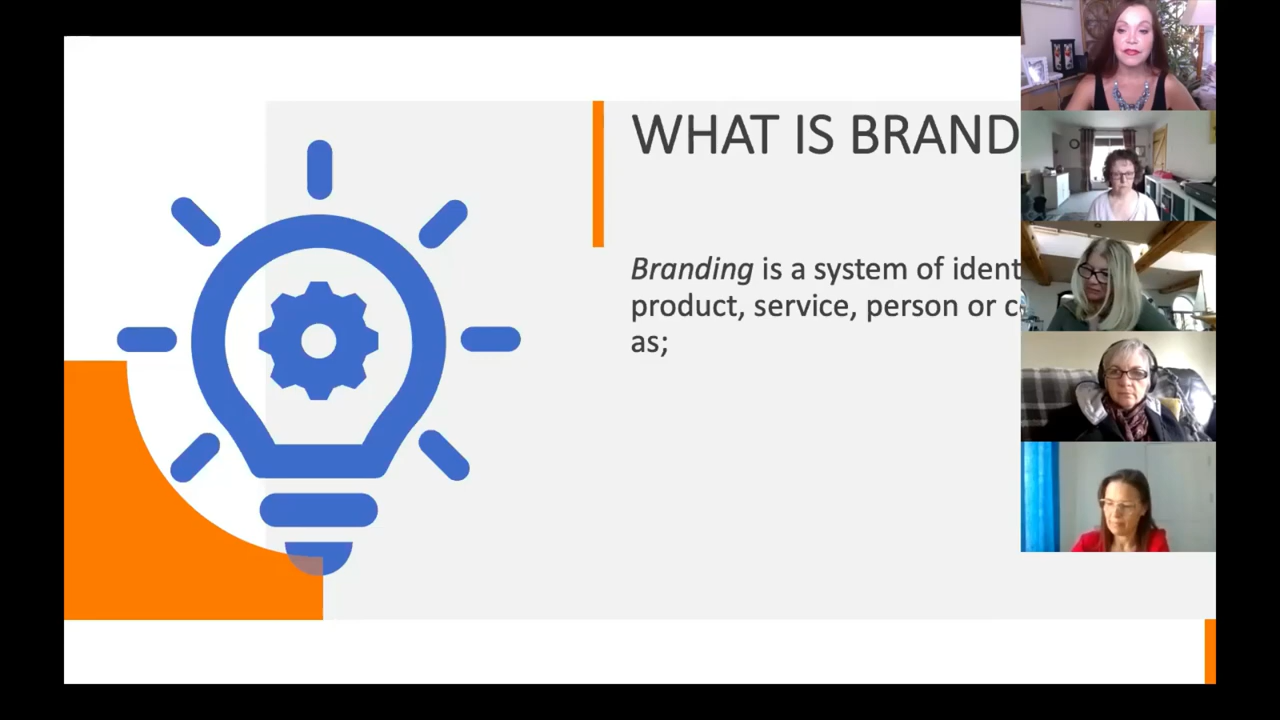 WHAT IS BRAND
Branding is a system of ident
product, service, person or c
as;